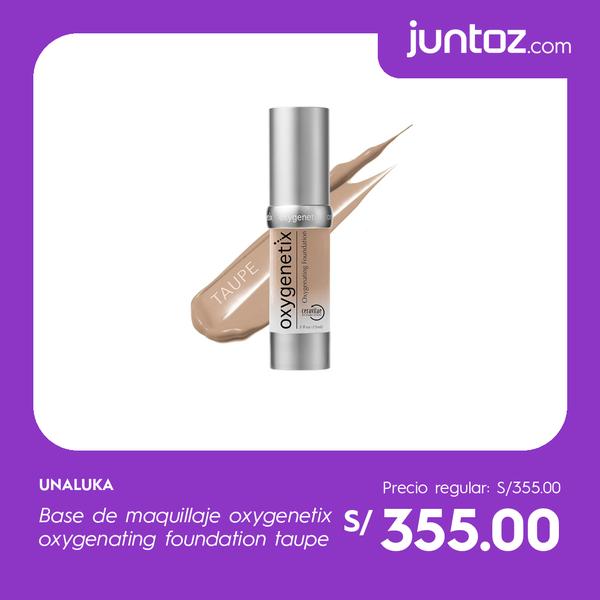 juntoz.com
oxygenetix
TAUPE
oxygenetix
Oxygenating Foundation
UNALUKA
Base de maquillaje oxygenetix
oxygenating foundation taupe
Precio regular: S/355.00
S/ 355.00